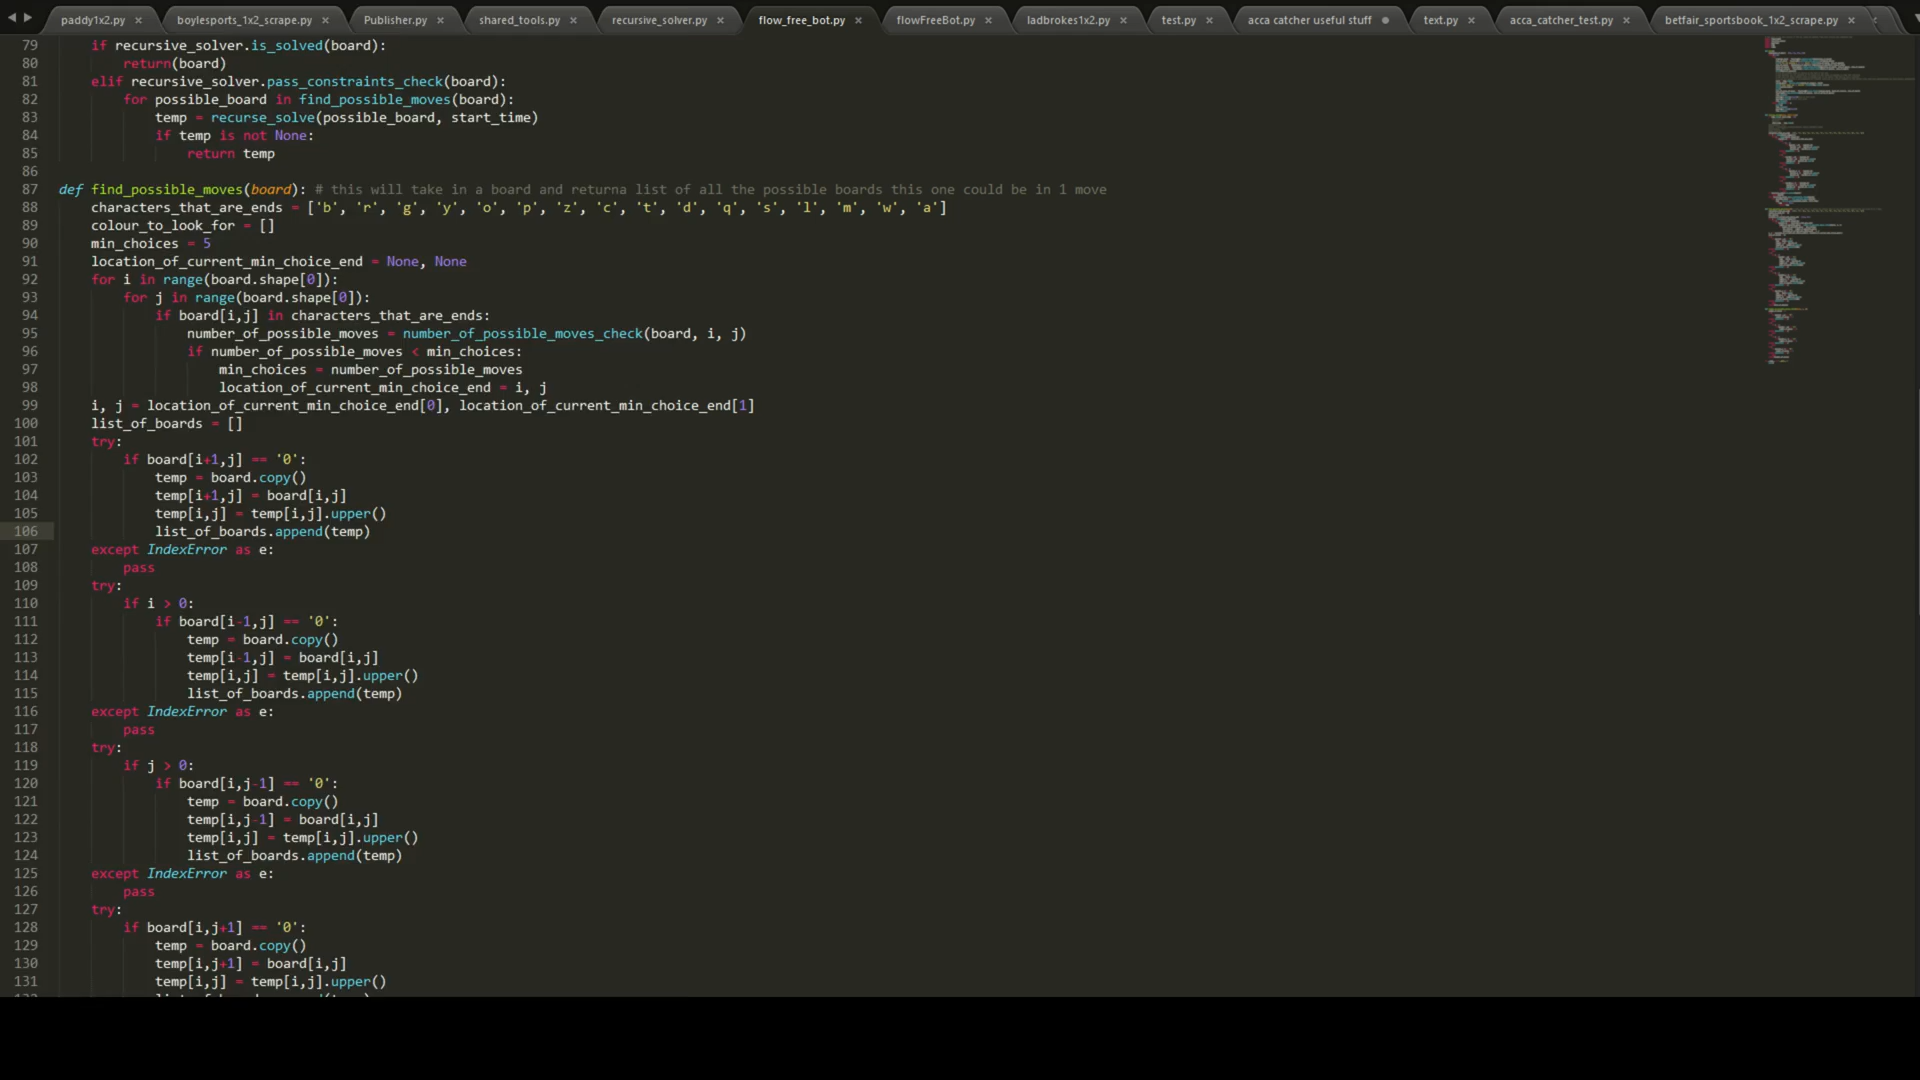 paddy1x2.py × boylesports_1x2_scrape.py × Publisher.py × shared_tools.py × recursive_solver.py × flow_free_bot.py × flowFreeBot.py × ladbrokes1x2.py × test.py × acca catcher useful stuff text.py × acca_catcher_test.py × betfair_sportsbook_1x2_scrape.py ×
79 if recursive_solver.is_solved(board):
80 return(board)
81 elif recursive_solver.pass_constraints_check(board):
82 for possible_board in find_possible_moves(board):
83 temp = recurse_solve(possible_board, start_time)
84 if temp is not None:
85 return temp
86
87 def find_possible_moves(board): # this will take in a board and returna list of all the possible boards this one could be in 1 move
88 characters_that_are_ends = ['b', 'r', 'g', 'y', 'o', 'p', 'z', 'c', 't', 'd', 'q', 's', 'l', 'm', 'w', 'a']
89 colour_to_look_for = []
90 min_choices = 5
91 location_of_current_min_choice_end = None, None
92 for i in range(board.shape[0]):
93 for j in range(board.shape[0]):
94 if board[i,j] in characters_that_are_ends:
95 number_of_possible_moves = number_of_possible_moves_check(board, i, j)
96 if number_of_possible_moves < min_choices:
97 min_choices = number_of_possible_moves
98 location_of_current_min_choice_end = i, j
99 i, j = location_of_current_min_choice_end[0], location_of_current_min_choice_end[1]
100 list_of_boards = []
101 try:
102 if board[i+1,j] == '0':
103 temp = board.copy()
104 temp[i+1,j] = board[i,j]
105 temp[i,j] = temp[i,j].upper()
106 list_of_boards.append(temp)
107 except IndexError as e:
108 pass
109 try:
110 if i > 0:
111 if board[i-1,j] == '0':
112 temp = board.copy()
113 temp[i-1,j] = board[i,j]
114 temp[i,j] = temp[i,j].upper()
115 list_of_boards.append(temp)
116 except IndexError as e:
117 pass
118 try:
119 if j > 0:
120 if board[i,j-1] == '0':
121 temp = board.copy()
122 temp[i,j-1] = board[i,j]
123 temp[i,j] = temp[i,j].upper()
124 list_of_boards.append(temp)
125 except IndexError as e:
126 pass
127 try:
128 if board[i,j+1] == '0':
129 temp = board.copy()
130 temp[i,j+1] = board[i,j]
131 temp[i,j] = temp[i,j].upper()